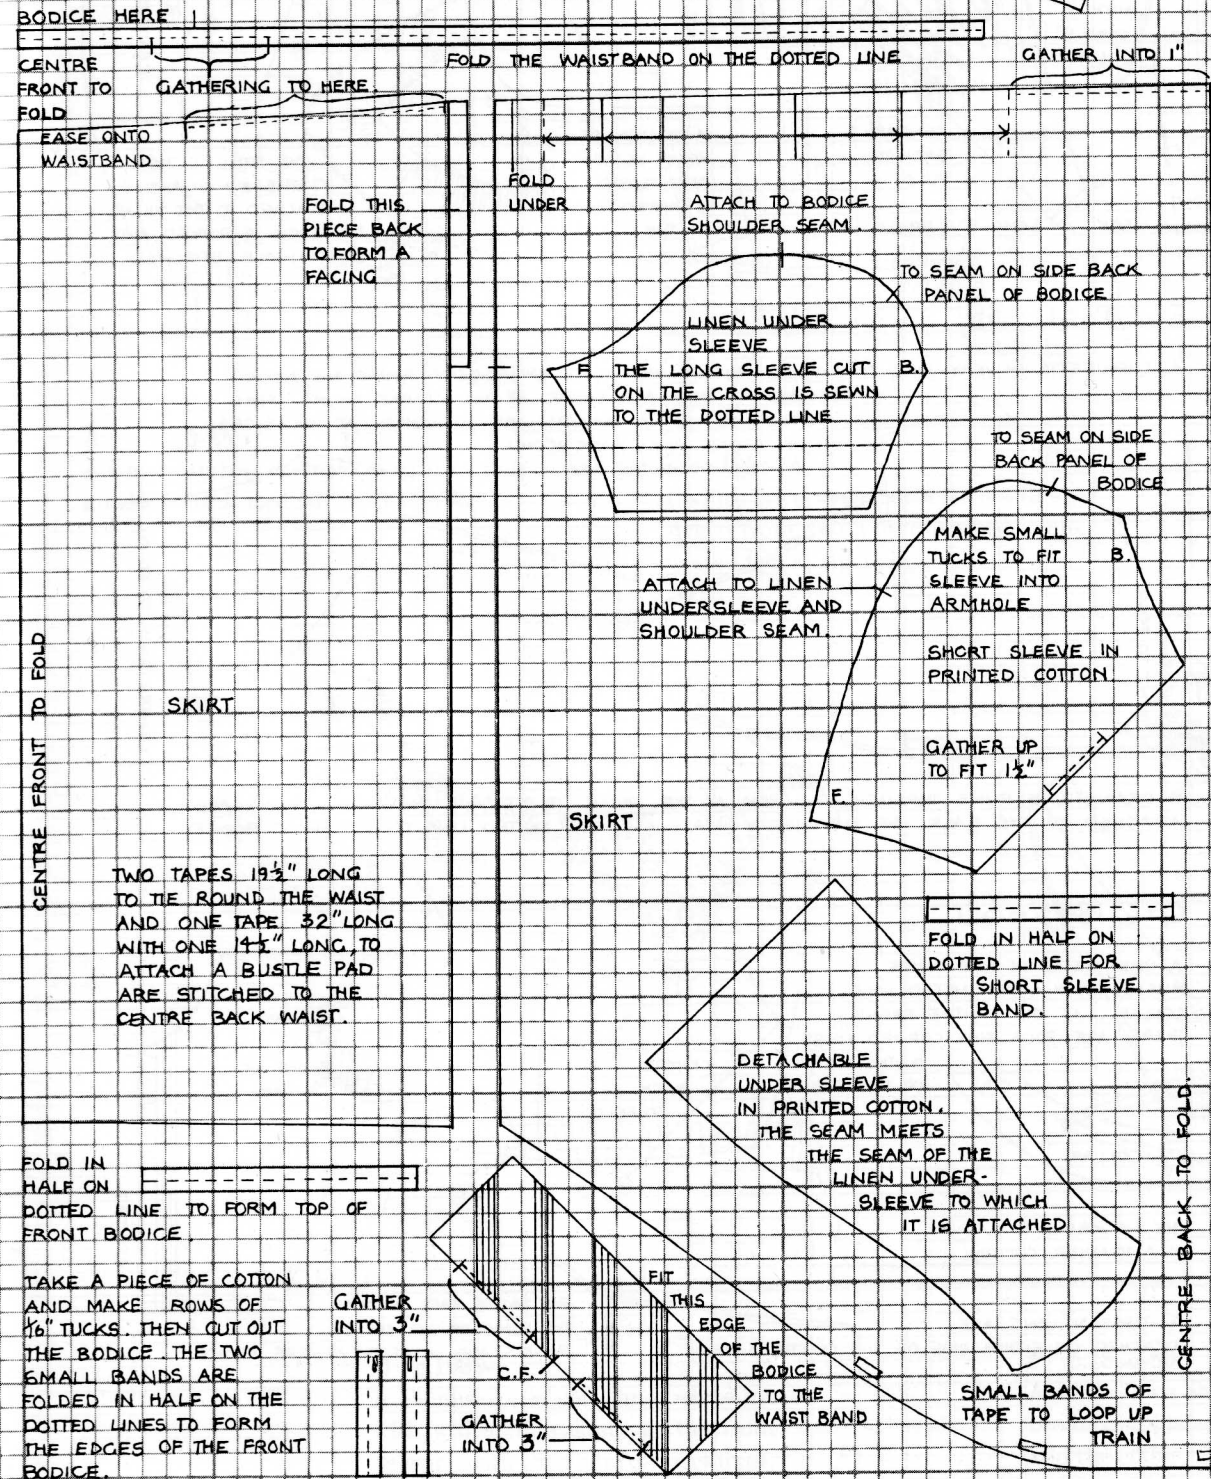 BODICE HERE
FOLD THE WAISTBAND ON THE DOTTED LINE
GATHER INTO 1"
CENTRE
FRONT TO
FOLD
GATHERING TO HERE.
EASE ONTO
WAISTBAND
FOLD THIS
PIECE BACK
TO FORM A
FACING
FOLD
UNDER
ATTACH TO BODICE
SHOULDER SEAM.
TO SEAM ON SIDE BACK
PANEL OF BODICE
LINEN UNDER
SLEEVE
F. THE LONG SLEEVE CUT B.
ON THE CROSS IS SEWN
TO THE DOTTED LINE
TO SEAM ON SIDE
BACK PANEL OF
BODICE
MAKE SMALL
TUCKS TO FIT B.
SLEEVE INTO
ARMHOLE
ATTACH TO LINEN
UNDERSLEEVE AND
SHOULDER SEAM.
SHORT SLEEVE IN
PRINTED COTTON
GATHER UP
TO FIT 1½"
F.
CENTRE FRONT TO FOLD
SKIRT
SKIRT
TWO TAPES 19½" LONG
TO TIE ROUND THE WAIST
AND ONE TAPE 32" LONG
WITH ONE 14½" LONG, TO
ATTACH A BUSTLE PAD
ARE STITCHED TO THE
CENTRE BACK WAIST.
FOLD IN HALF ON
DOTTED LINE FOR
SHORT SLEEVE
BAND.
DETACHABLE
UNDER SLEEVE
IN PRINTED COTTON.
THE SEAM MEETS
THE SEAM OF THE
LINEN UNDER-
SLEEVE TO WHICH
IT IS ATTACHED
CENTRE BACK TO FOLD.
FOLD IN
HALF ON
DOTTED LINE TO FORM TOP OF
FRONT BODICE.
TAKE A PIECE OF COTTON
AND MAKE ROWS OF
1/16" TUCKS. THEN CUT OUT
THE BODICE. THE TWO
SMALL BANDS ARE
FOLDED IN HALF ON THE
DOTTED LINES TO FORM
THE EDGES OF THE FRONT
BODICE.
GATHER
INTO 3"
C.F.
GATHER
INTO 3"
FIT
THIS
EDGE
OF THE
BODICE
TO THE
WAIST BAND
SMALL BANDS OF
TAPE TO LOOP UP
TRAIN